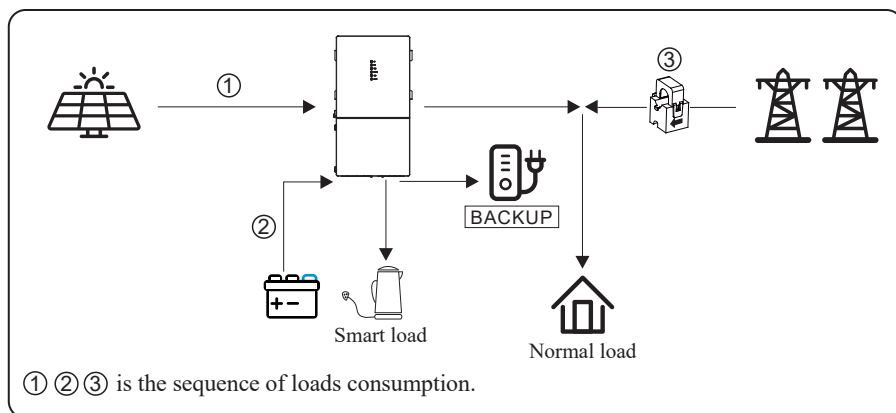 ①
③
BACKUP
②
Smart load
Normal load
① ② ③ is the sequence of loads consumption.